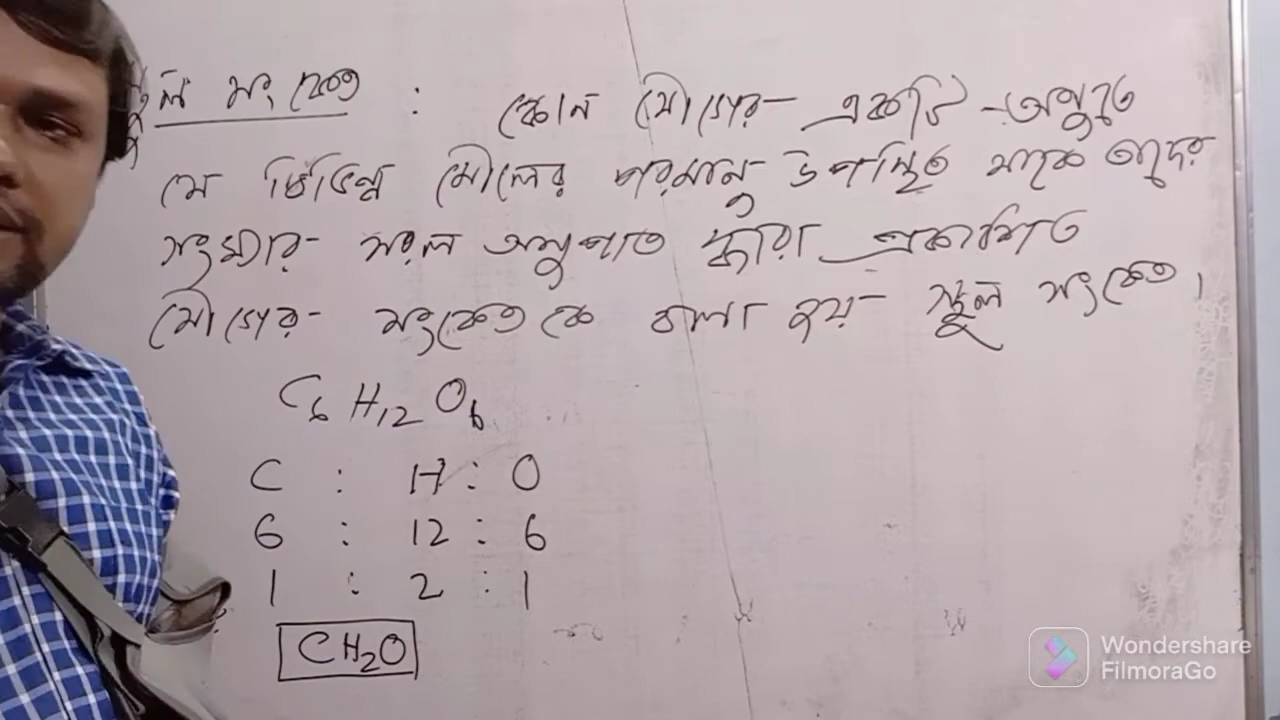 স্থূল সংকেত : কোন যৌগের একটি অণুতে
যে বিভিন্ন মৌলের পরমানু উপস্থিত থাকে তাদের
সংখ্যার সরল অনুপাত দ্বারা প্রকাশিত
যৌগের সংকেত কে বলা হয় স্থূল সংকেত।
C₆H₁₂O₆
C : H : O
6 : 12 : 6
1 : 2 : 1
CH₂O
Wondershare
FilmoraGo